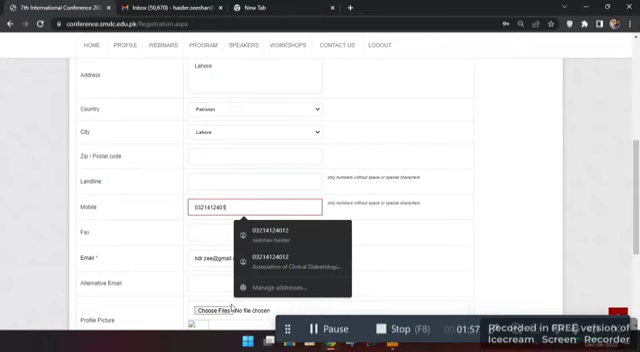 7th International Conference 202
Inbox (50,670) - haider.zeeshan
New Tab
conference.smdc.edu.pk/Registration.aspx
HOME PROFILE WEBINARS PROGRAM SPEAKERS WORKSHOPS CONTACT US LOGOUT
Address
Lahore
Country
Pakistan
City
Lahore
Zip / Postal code
Landline
only numbers without space or special characters
Mobile
0321412401
only numbers without space or special characters
03214124012
zeeshan haider
Fax
03214124012
Association of Clinical Diabetologi...
Email *
hdr.zee@gmail.c
Alternative Email
Manage addresses...
Choose Files No file chosen
Profile Picture
Pause
Stop (F8)
1:57
Recorded in FREE version of
Icecream Screen Recorder